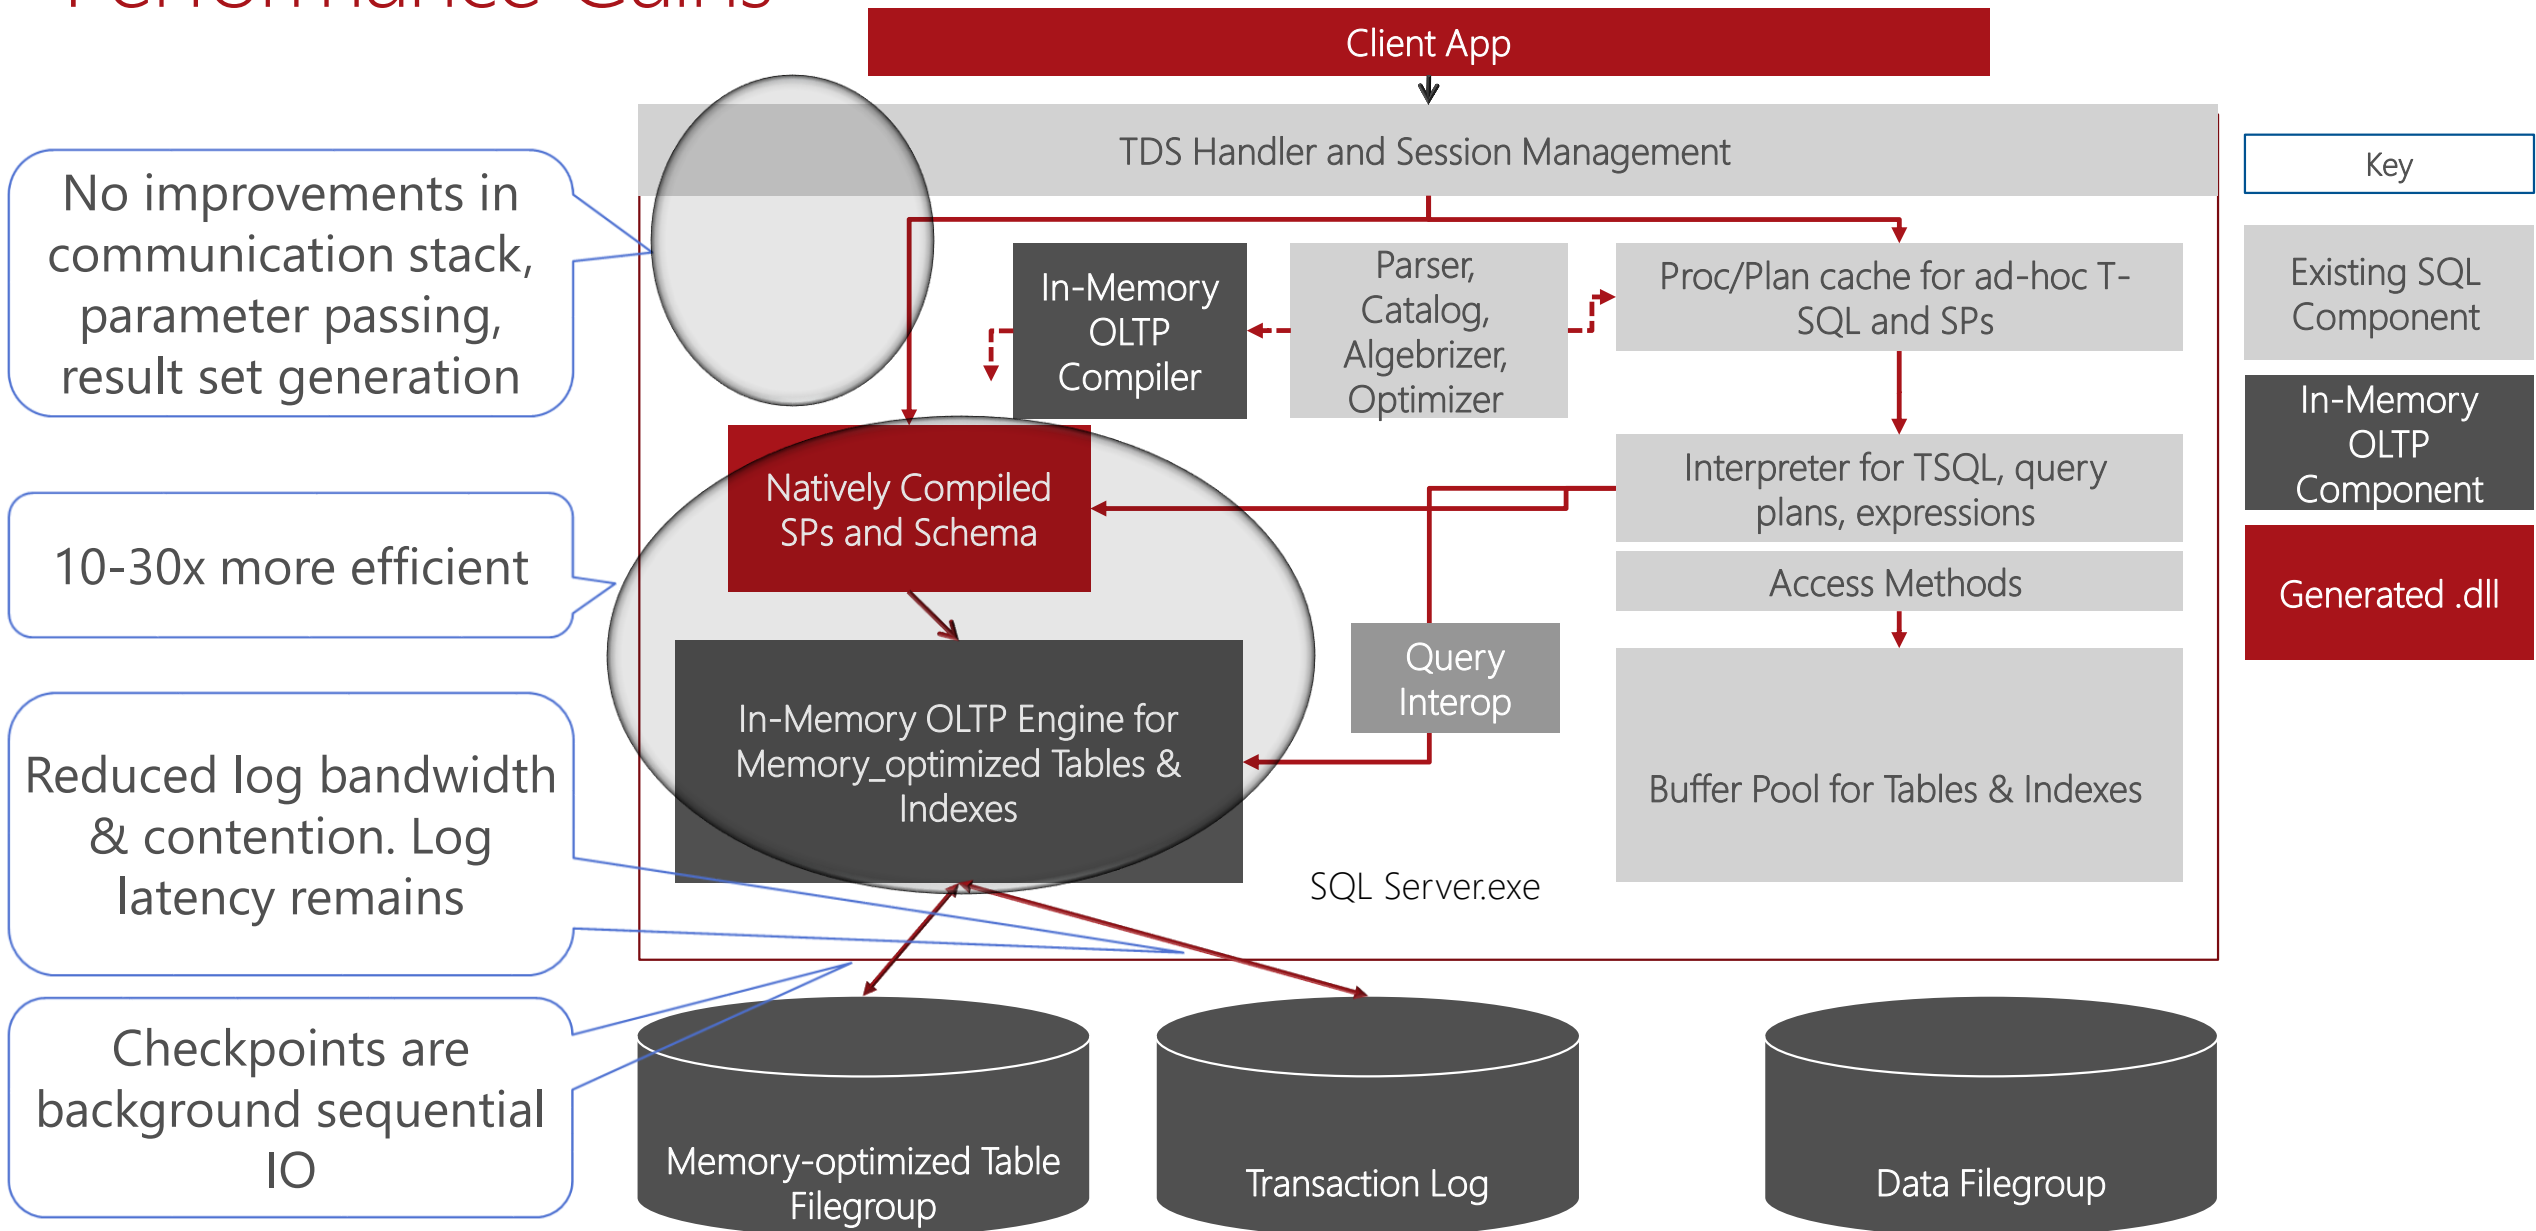 Performance Gains
Client App
TDS Handler and Session Management
No improvements in
communication stack,
parameter passing,
result set generation
10-30x more efficient
Reduced log bandwidth
& contention. Log
latency remains
Checkpoints are
background sequential
IO
In-Memory
OLTP
Compiler
Parser,
Catalog,
Algebrizer,
Optimizer
Proc/Plan cache for ad-hoc T-
SQL and SPs
Natively Compiled
SPs and Schema
Interpreter for TSQL, query
plans, expressions
Access Methods
Query
Interop
In-Memory OLTP Engine for
Memory_optimized Tables &
Indexes
Buffer Pool for Tables & Indexes
SQL Server.exe
Memory-optimized Table
Filegroup
Transaction Log
Data Filegroup
Key
Existing SQL
Component
In-Memory
OLTP
Component
Generated .dll